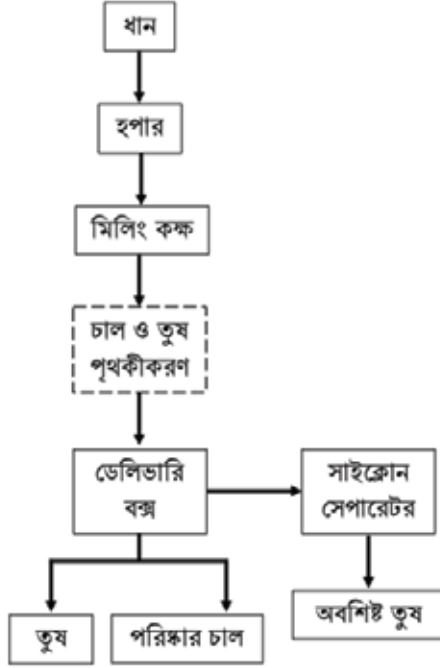 ধান
হপার
মিলিং কক্ষ
চাল ও তুষ
পৃথকীকরণ
ডেলিভারি
বক্স
সাইক্লোন
সেপারেটর
তুষ
পরিষ্কার চাল
অবশিষ্ট তুষ